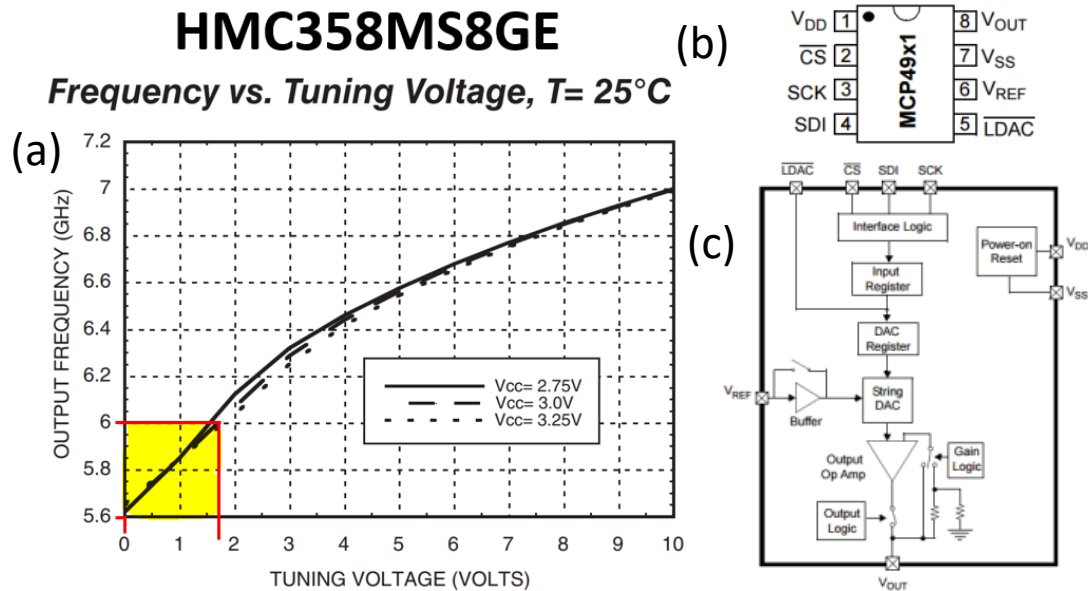 HMC358MS8GE
Frequency vs. Tuning Voltage, T= 25°C
(a)
OUTPUT FREQUENCY (GHz)
7.2
7
6.8
6.6
6.4
6.2
6
5.8
5.6
0 1 2 3 4 5 6 7 8 9 10
TUNING VOLTAGE (VOLTS)
Vcc= 2.75V
Vcc= 3.0V
Vcc= 3.25V
(b)
VDD 1
CS 2
SCK 3
SDI 4
MCP49x1
8 VOUT
7 VSS
6 VREF
5 LDAC
(c)
LDAC CS SDI SCK
Interface Logic
Power-on
Reset
VDD
VSS
Input
Register
DAC
Register
VREF
Buffer
String
DAC
Output
Op Amp
Gain
Logic
Output
Logic
VOUT